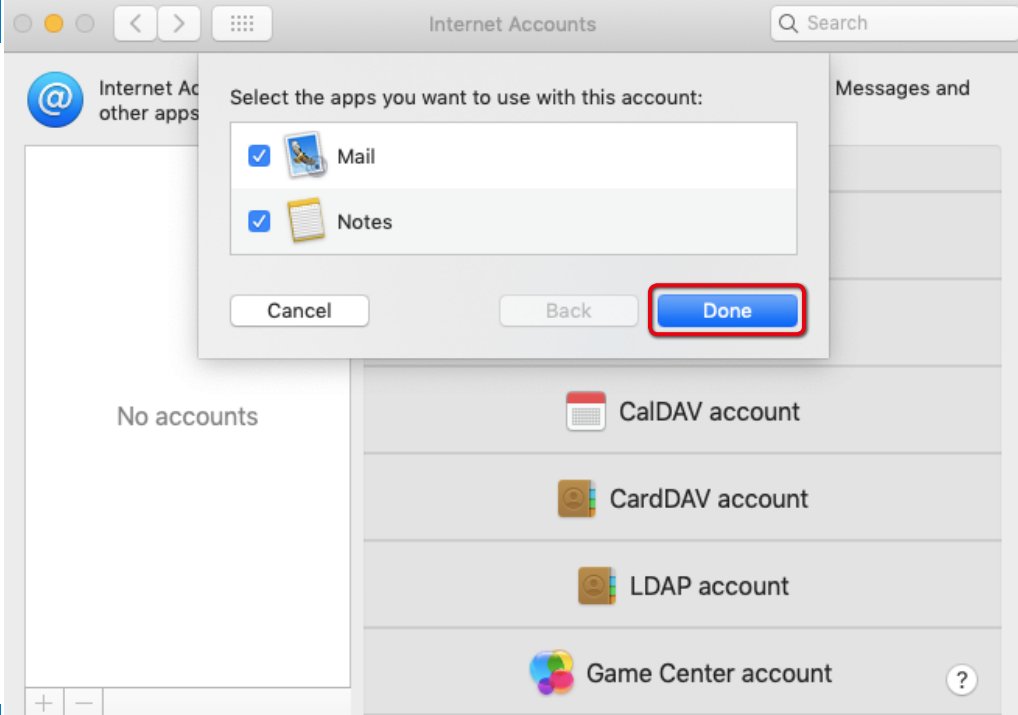 Internet Accounts
Search
Internet Ac
other apps
Messages and
Select the apps you want to use with this account:
Mail
Notes
Cancel
Back
Done
No accounts
CalDAV account
CardDAV account
LDAP account
Game Center account
?